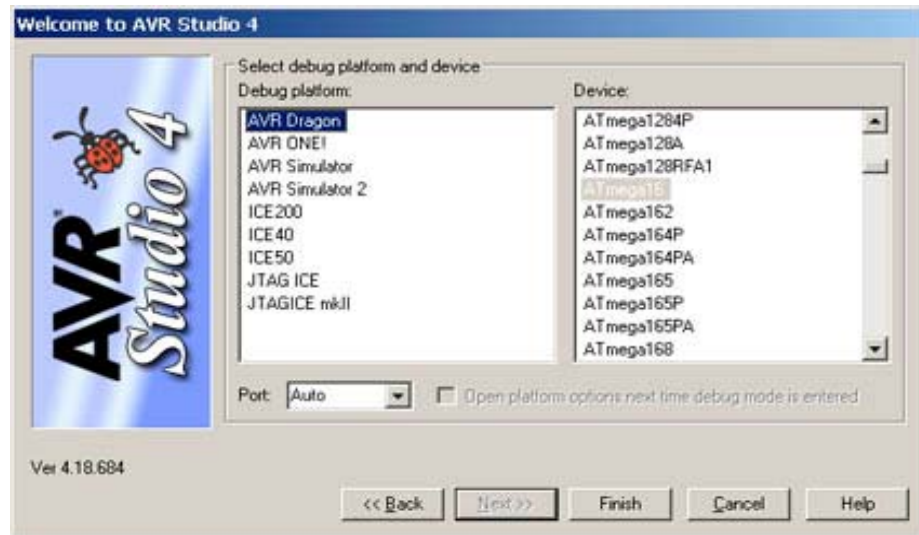 Welcome to AVR Studio 4
AVR
Studio 4
Select debug platform and device
Debug platform:
AVR Dragon
AVR ONE!
AVR Simulator
AVR Simulator 2
ICE200
ICE40
ICE50
JTAG ICE
JTAGICE mkII
Device:
ATmega1284P
ATmega128A
ATmega128RFA1
ATmega16
ATmega162
ATmega164P
ATmega164PA
ATmega165
ATmega165P
ATmega165PA
ATmega168
Port: Auto
Open platform options next time debug mode is entered
Ver 4.18.684
<< Back
Next >>
Finish
Cancel
Help